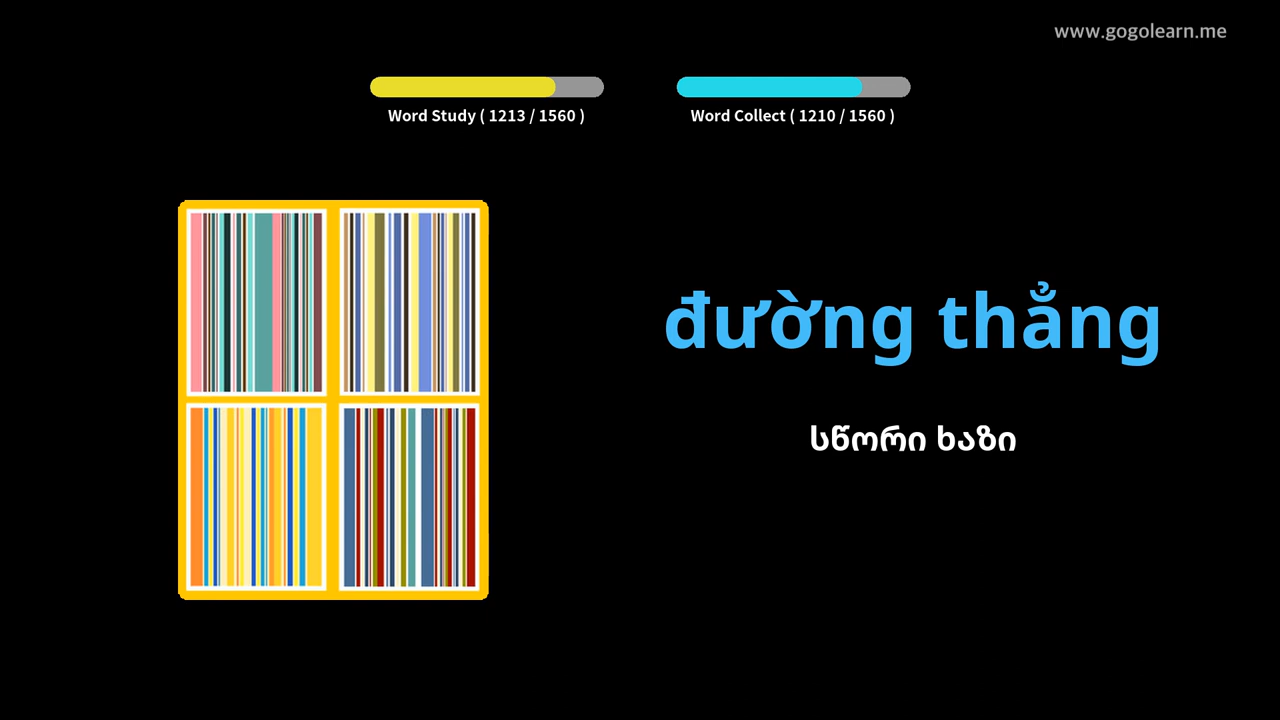 www.gogolearn.me
Word Study ( 1213 / 1560 )
Word Collect ( 1210 / 1560 )
đường thẳng
სწორი ხაზი